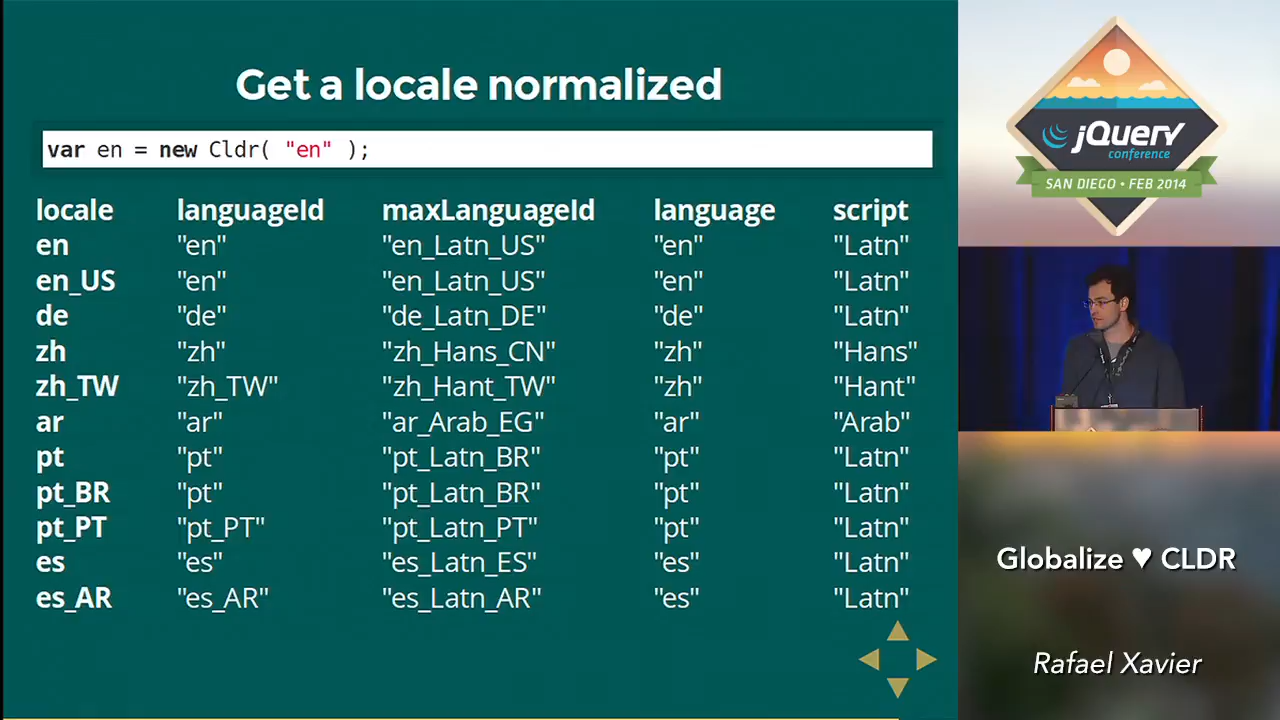 Get a locale normalized
var en = new Cldr( "en" );
locale languageId maxLanguageId language script
en "en" "en_Latn_US" "en" "Latn"
en_US "en" "en_Latn_US" "en" "Latn"
de "de" "de_Latn_DE" "de" "Latn"
zh "zh" "zh_Hans_CN" "zh" "Hans"
zh_TW "zh_TW" "zh_Hant_TW" "zh" "Hant"
ar "ar" "ar_Arab_EG" "ar" "Arab"
pt "pt" "pt_Latn_BR" "pt" "Latn"
pt_BR "pt" "pt_Latn_BR" "pt" "Latn"
pt_PT "pt_PT" "pt_Latn_PT" "pt" "Latn"
es "es" "es_Latn_ES" "es" "Latn"
es_AR "es_AR" "es_Latn_AR" "es" "Latn"
jQuery
conference
SAN DIEGO • FEB 2014
Globalize ♥ CLDR
Rafael Xavier